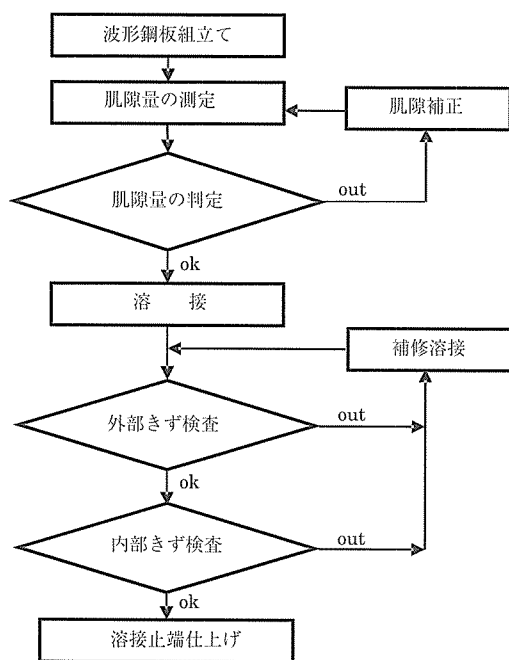 波形鋼板組立て
肌隙量の測定
肌隙補正
肌隙量の判定
out
ok
溶 接
補修溶接
外部きず検査
out
ok
内部きず検査
out
ok
溶接止端仕上げ